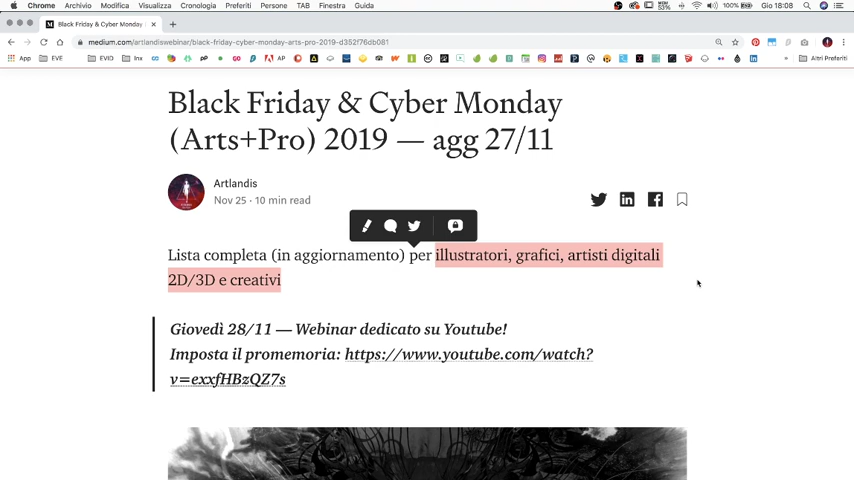 Chrome Archivio Modifica Visualizza Cronologia Preferiti Persone TAB Finestra Guida 100% Gio 18:08
Black Friday & Cyber Monday
medium.com/artlandiswebinar/black-friday-cyber-monday-arts-pro-2019-d352f76db081
App EVE EVID Inx AP Altri Preferiti
Black Friday & Cyber Monday
(Arts+Pro) 2019 — agg 27/11
Artlandis
Nov 25 · 10 min read
Lista completa (in aggiornamento) per illustratori, grafici, artisti digitali
2D/3D e creativi
Giovedì 28/11 — Webinar dedicato su Youtube!
Imposta il promemoria: https://www.youtube.com/watch?
v=exxfHBzQZ7s